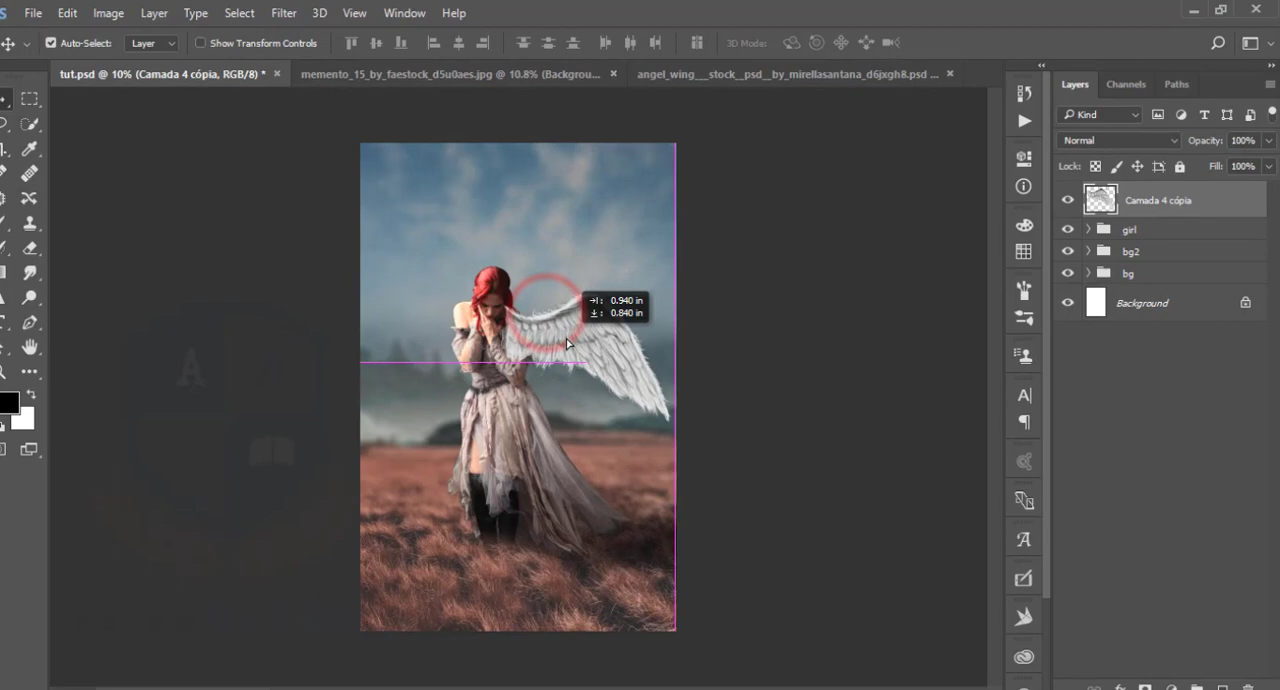 File Edit Image Layer Type Select Filter 3D View Window Help
Auto-Select: Layer Show Transform Controls 3D Mode:
tut.psd @ 10% (Camada 4 cópia, RGB/8) * × memento_15_by_faestock_d5u0aes.jpg @ 10.8% (Backgrou... × angel_wing___stock__psd__by_mirellasantana_d6jxgh8.psd ... ×
Layers Channels Paths
Kind
Normal Opacity: 100%
Lock: Fill: 100%
Camada 4 cópia
girl
bg2
bg
Background
→I: 0.940 in
↓: 0.840 in
A